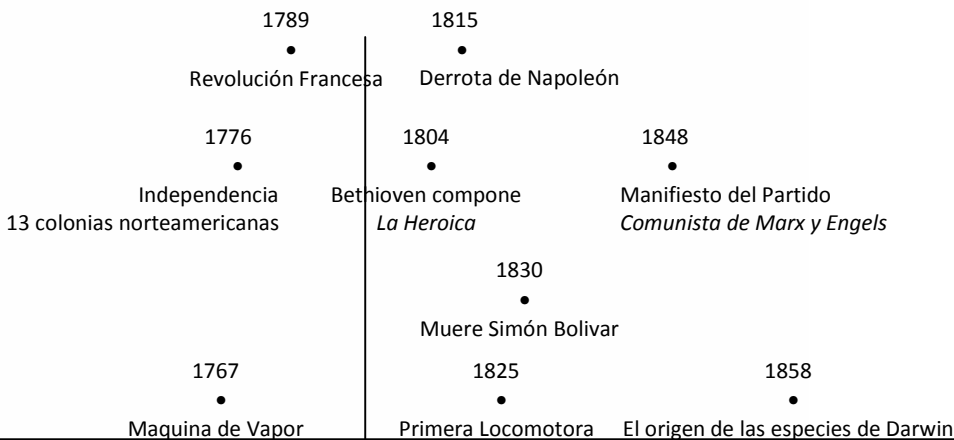 1789 1815
Revolución Francesa Derrota de Napoleón
1776 1804 1848
Independencia Bethioven compone Manifiesto del Partido
13 colonias norteamericanas La Heroica Comunista de Marx y Engels
1830
Muere Simón Bolivar
1767 1825 1858
Maquina de Vapor Primera Locomotora El origen de las especies de Darwin